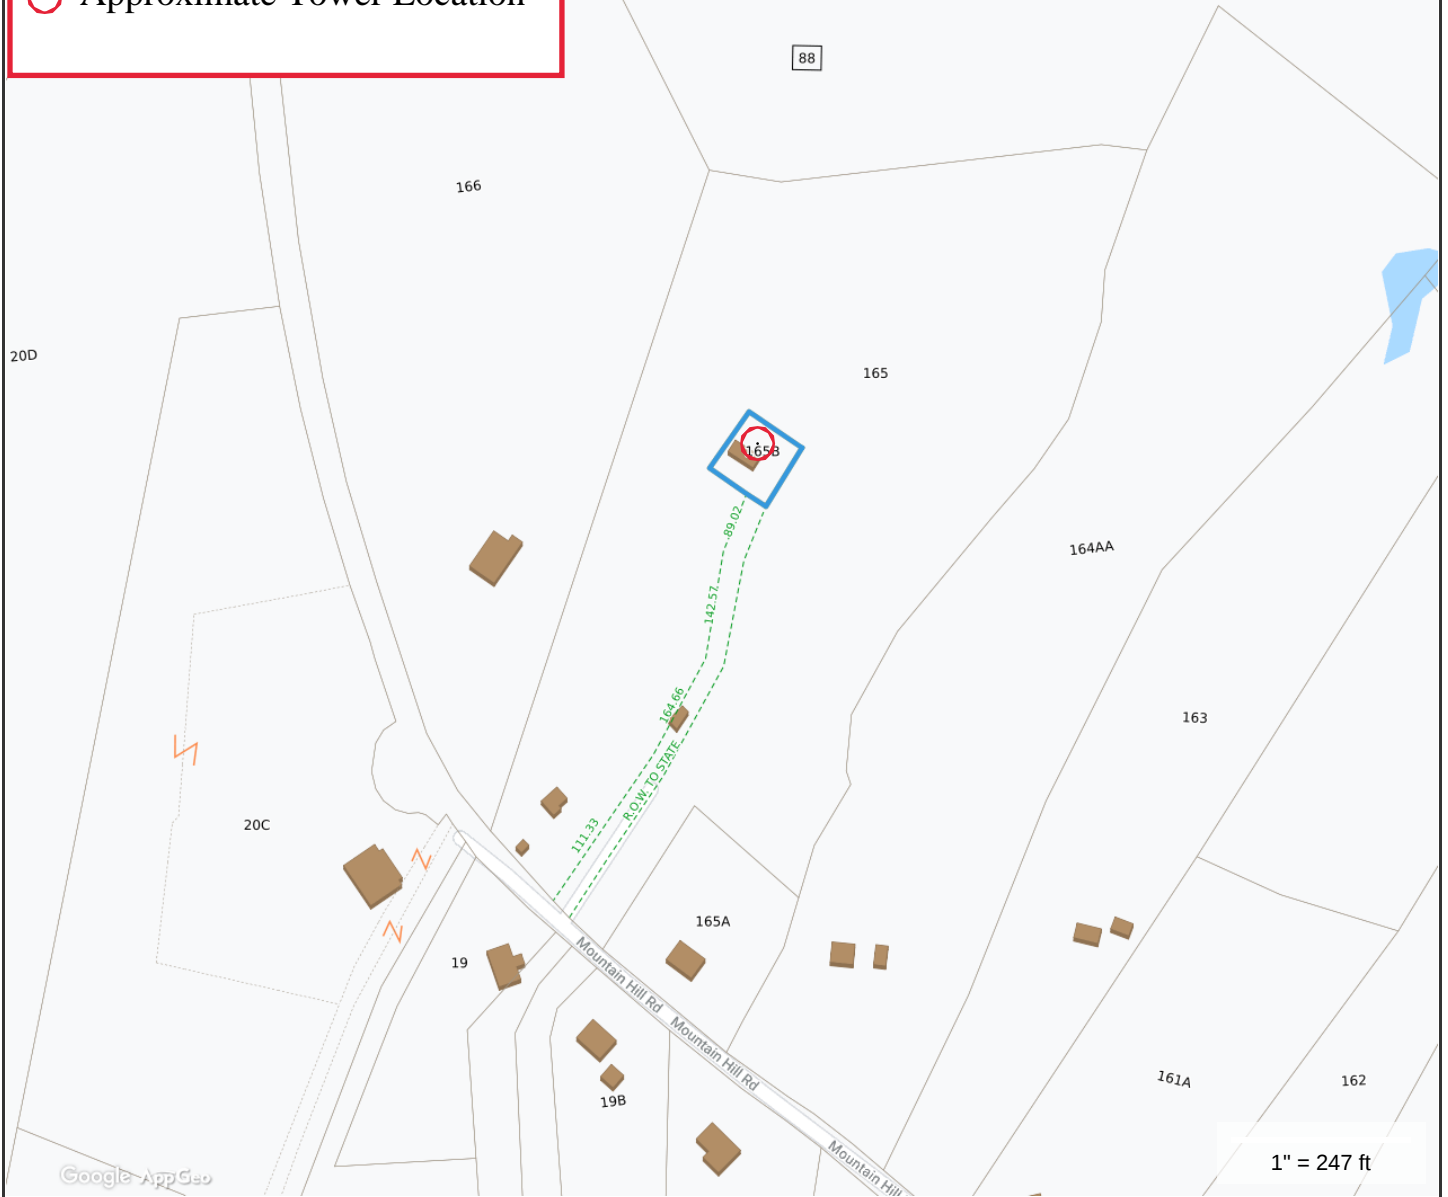 Approximate Tower Location
88
166
20D
165
165B
89.02
164AA
142.57
164.66
163
R.O.W. TO STATE
111.33
20C
165A
19
Mountain Hill Rd
Mountain Hill Rd
161A
162
19B
Mountain Hill
1" = 247 ft
Google AppGeo